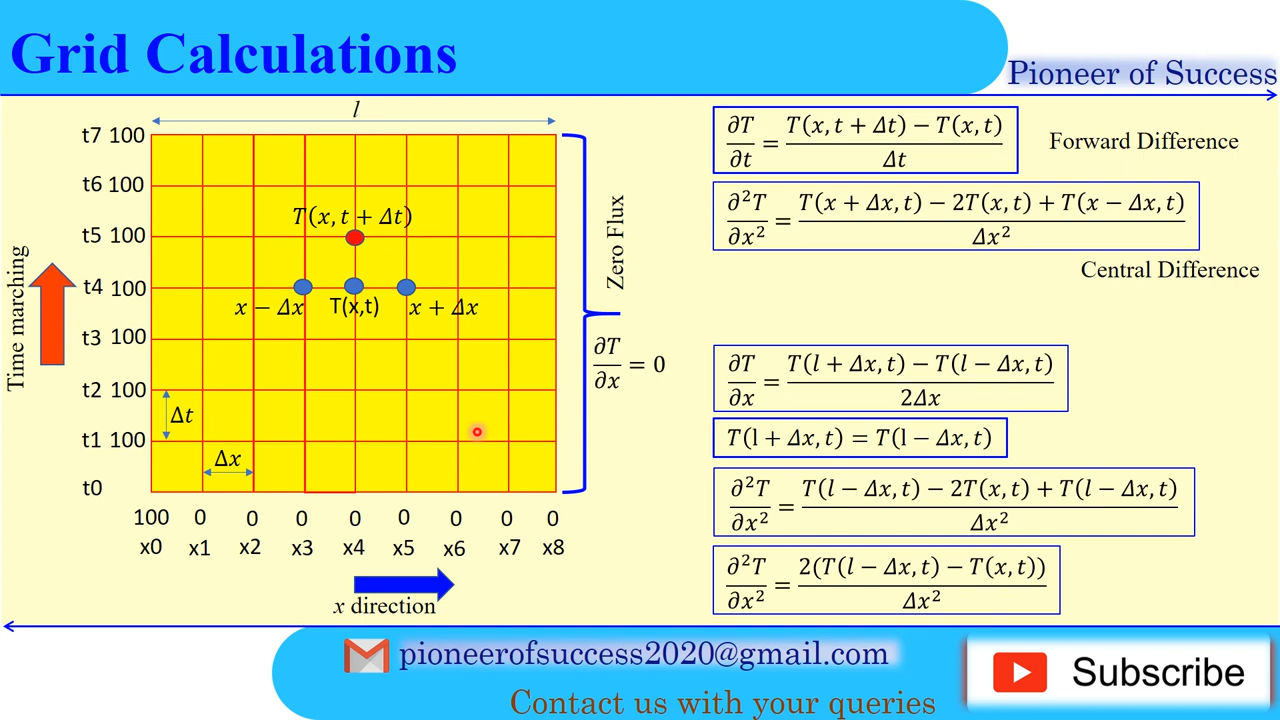 Grid Calculations
Pioneer of Success
l
t7 100
t6 100
t5 100
t4 100
t3 100
t2 100
t1 100
t0
Time marching
T(x, t + Δt)
x − Δx T(x,t) x + Δx
Δt
Δx
100 0 0 0 0 0 0 0 0
x0 x1 x2 x3 x4 x5 x6 x7 x8
x direction
Zero Flux
∂T/∂x = 0
∂T/∂t = (T(x, t + Δt) − T(x, t))/Δt
Forward Difference
∂²T/∂x² = (T(x + Δx, t) − 2T(x, t) + T(x − Δx, t))/Δx²
Central Difference
∂T/∂x = (T(l + Δx, t) − T(l − Δx, t))/2Δx
T(l + Δx, t) = T(l − Δx, t)
∂²T/∂x² = (T(l − Δx, t) − 2T(x, t) + T(l − Δx, t))/Δx²
∂²T/∂x² = 2(T(l − Δx, t) − T(x, t))/Δx²
pioneerofsuccess2020@gmail.com
Contact us with your queries
Subscribe